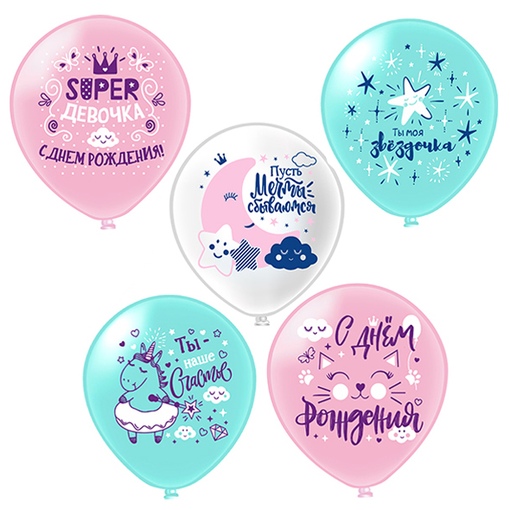 SUPER
ДЕВОЧКА
С ДНЕМ РОЖДЕНИЯ!
Ты моя
звёздочка
Пусть
Мечты
сбываются
Ты -
наше
Счастье
С ДНЁМ
Рождения